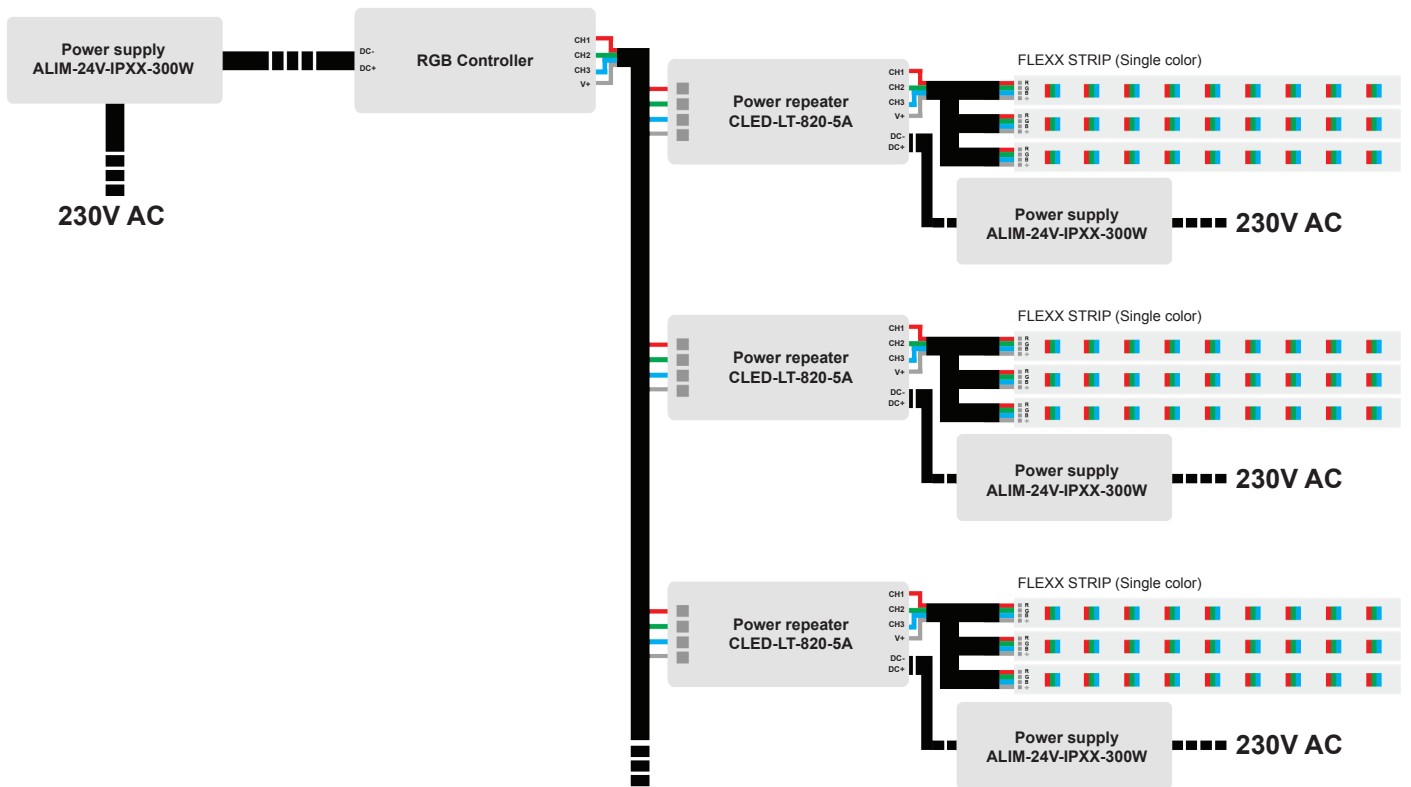 Power supply
ALIM-24V-IPXX-300W
230V AC
DC-
DC+
RGB Controller
CH1
CH2
CH3
V+
Power repeater
CLED-LT-820-5A
CH1
CH2
CH3
V+
DC-
DC+
FLEXX STRIP (Single color)
R
G
B
+
R
G
B
+
R
G
B
+
Power supply
ALIM-24V-IPXX-300W
230V AC
Power repeater
CLED-LT-820-5A
CH1
CH2
CH3
V+
DC-
DC+
FLEXX STRIP (Single color)
R
G
B
+
R
G
B
+
R
G
B
+
Power supply
ALIM-24V-IPXX-300W
230V AC
Power repeater
CLED-LT-820-5A
CH1
CH2
CH3
V+
DC-
DC+
FLEXX STRIP (Single color)
R
G
B
+
R
G
B
+
R
G
B
+
Power supply
ALIM-24V-IPXX-300W
230V AC